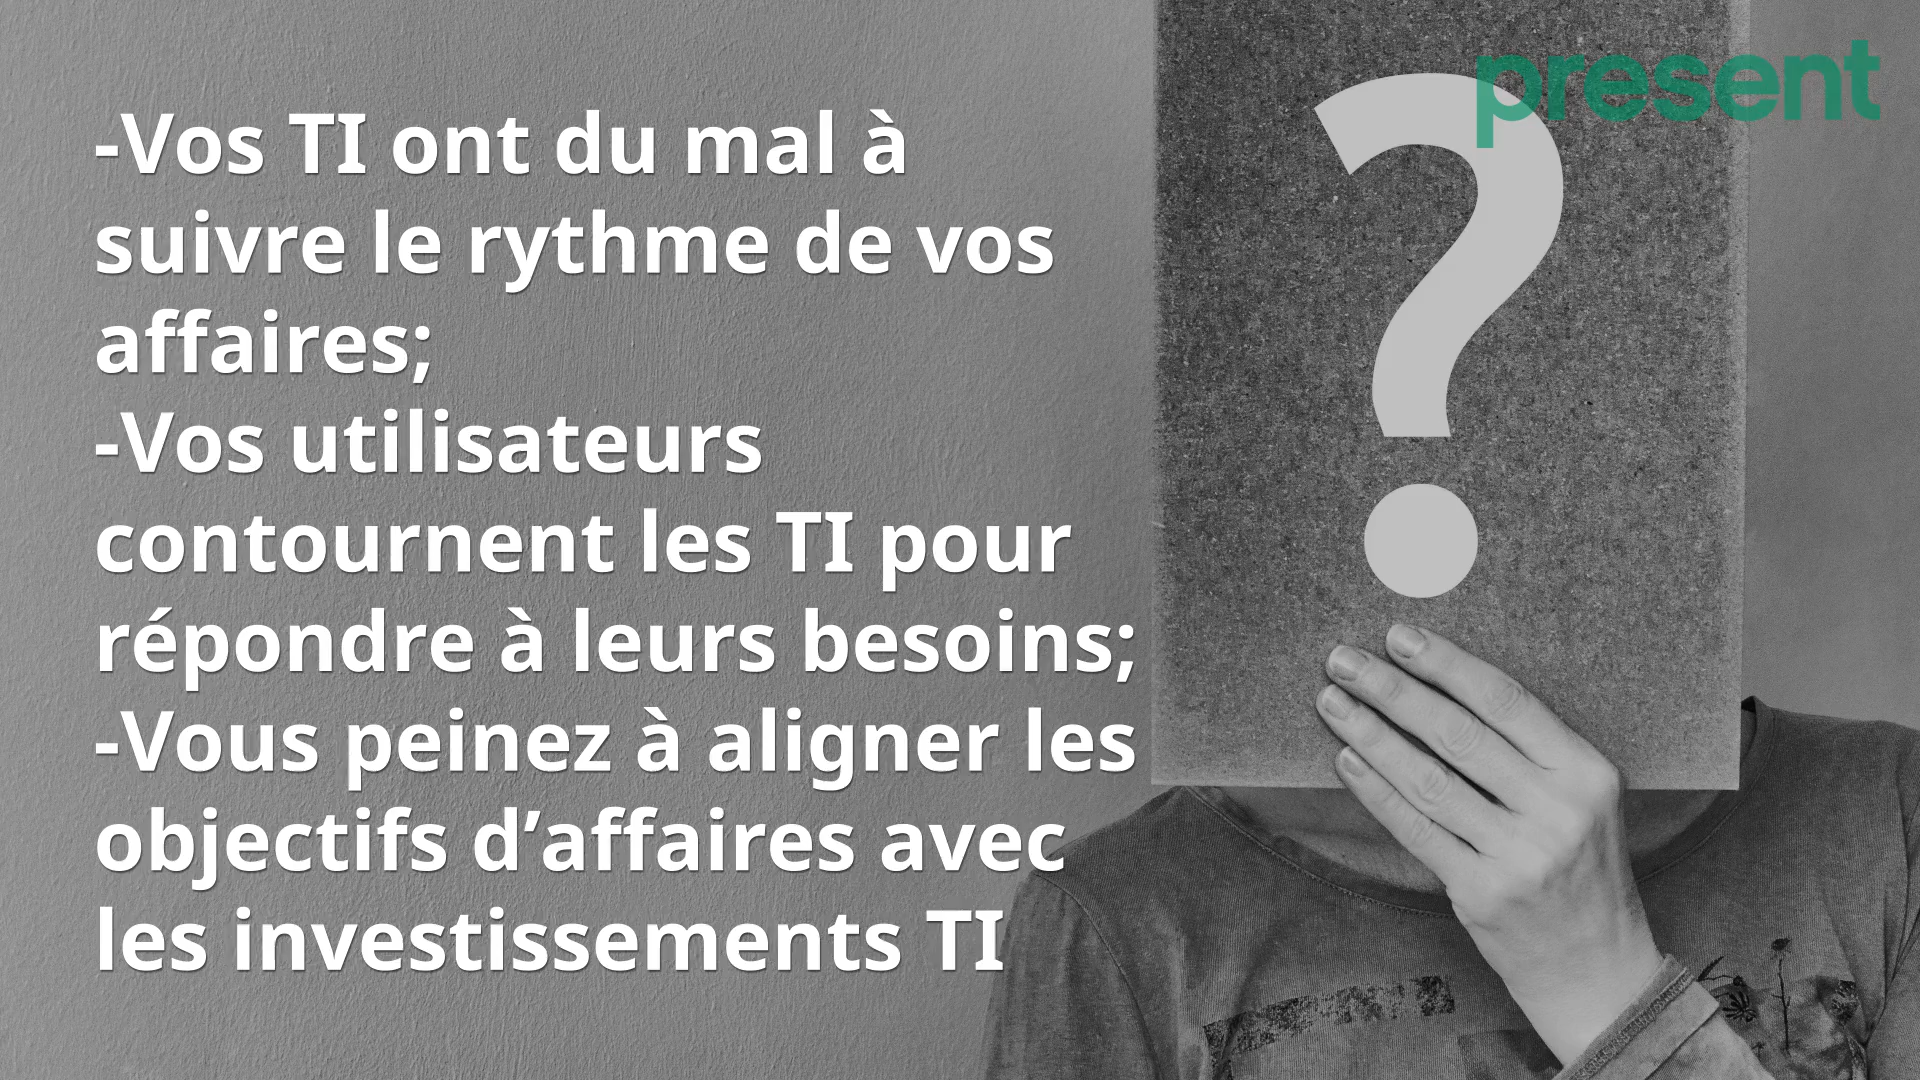 present
-Vos TI ont du mal à
suivre le rythme de vos
affaires;
-Vos utilisateurs
contournent les TI pour
répondre à leurs besoins;
-Vous peinez à aligner les
objectifs d’affaires avec
les investissements TI
?